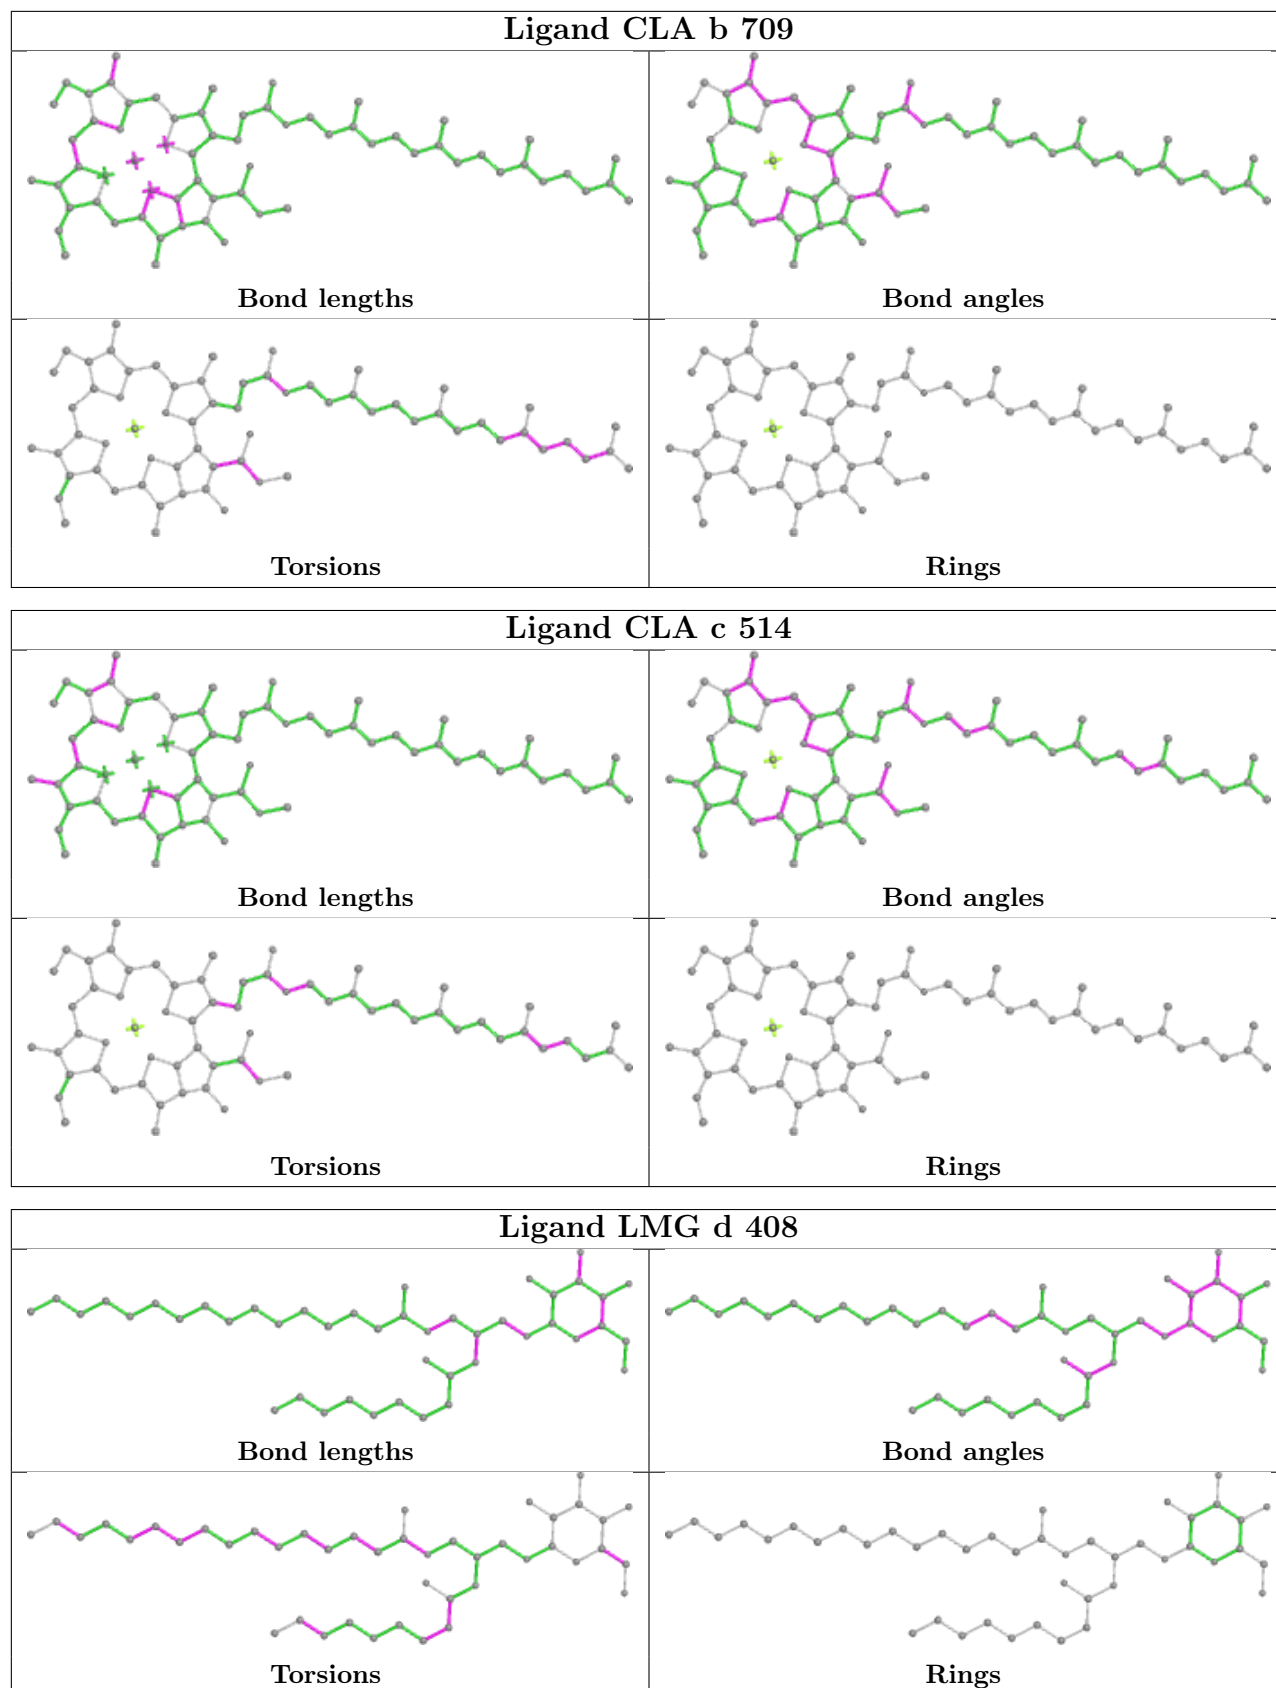 Ligand CLA b 709
Bond lengths
Bond angles
Torsions
Rings
Ligand CLA c 514
Bond lengths
Bond angles
Torsions
Rings
Ligand LMG d 408
Bond lengths
Bond angles
Torsions
Rings